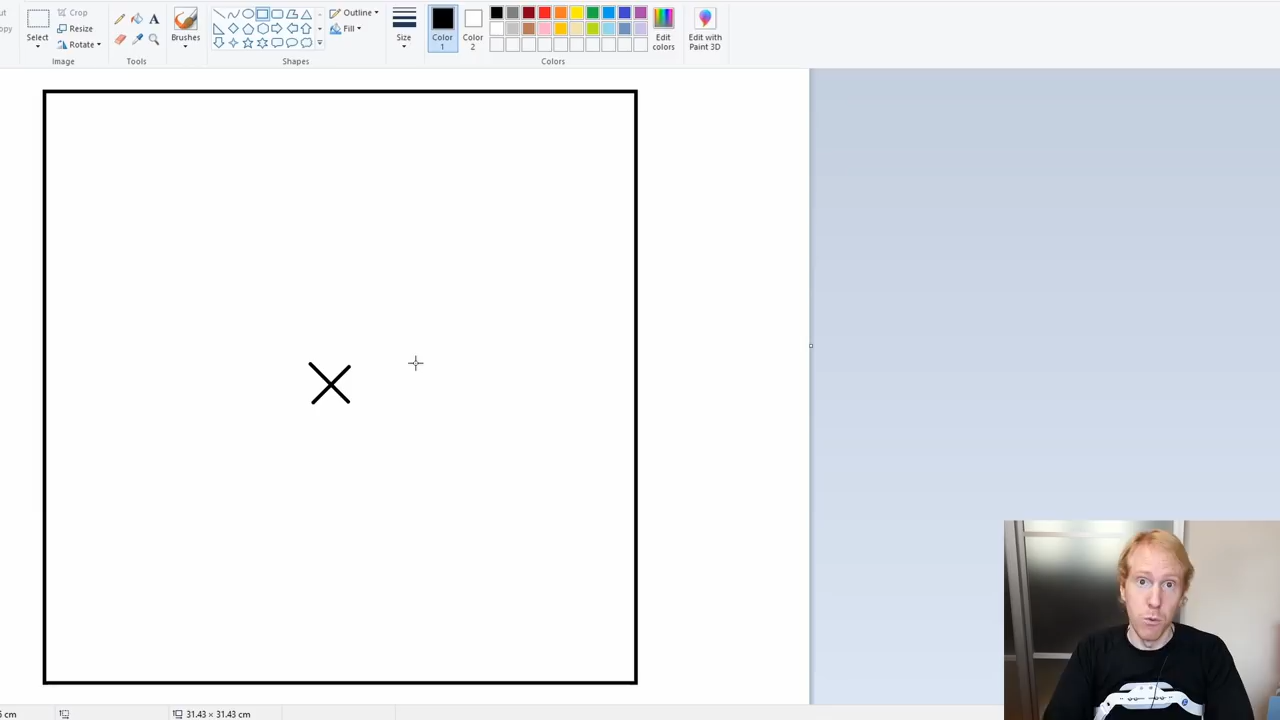 Select
Crop
Resize
Rotate
Image
Tools
Brushes
Shapes
Outline
Fill
Size
Color
1
Color
2
Colors
Edit
colors
Edit with
Paint 3D
31.43 × 31.43 cm